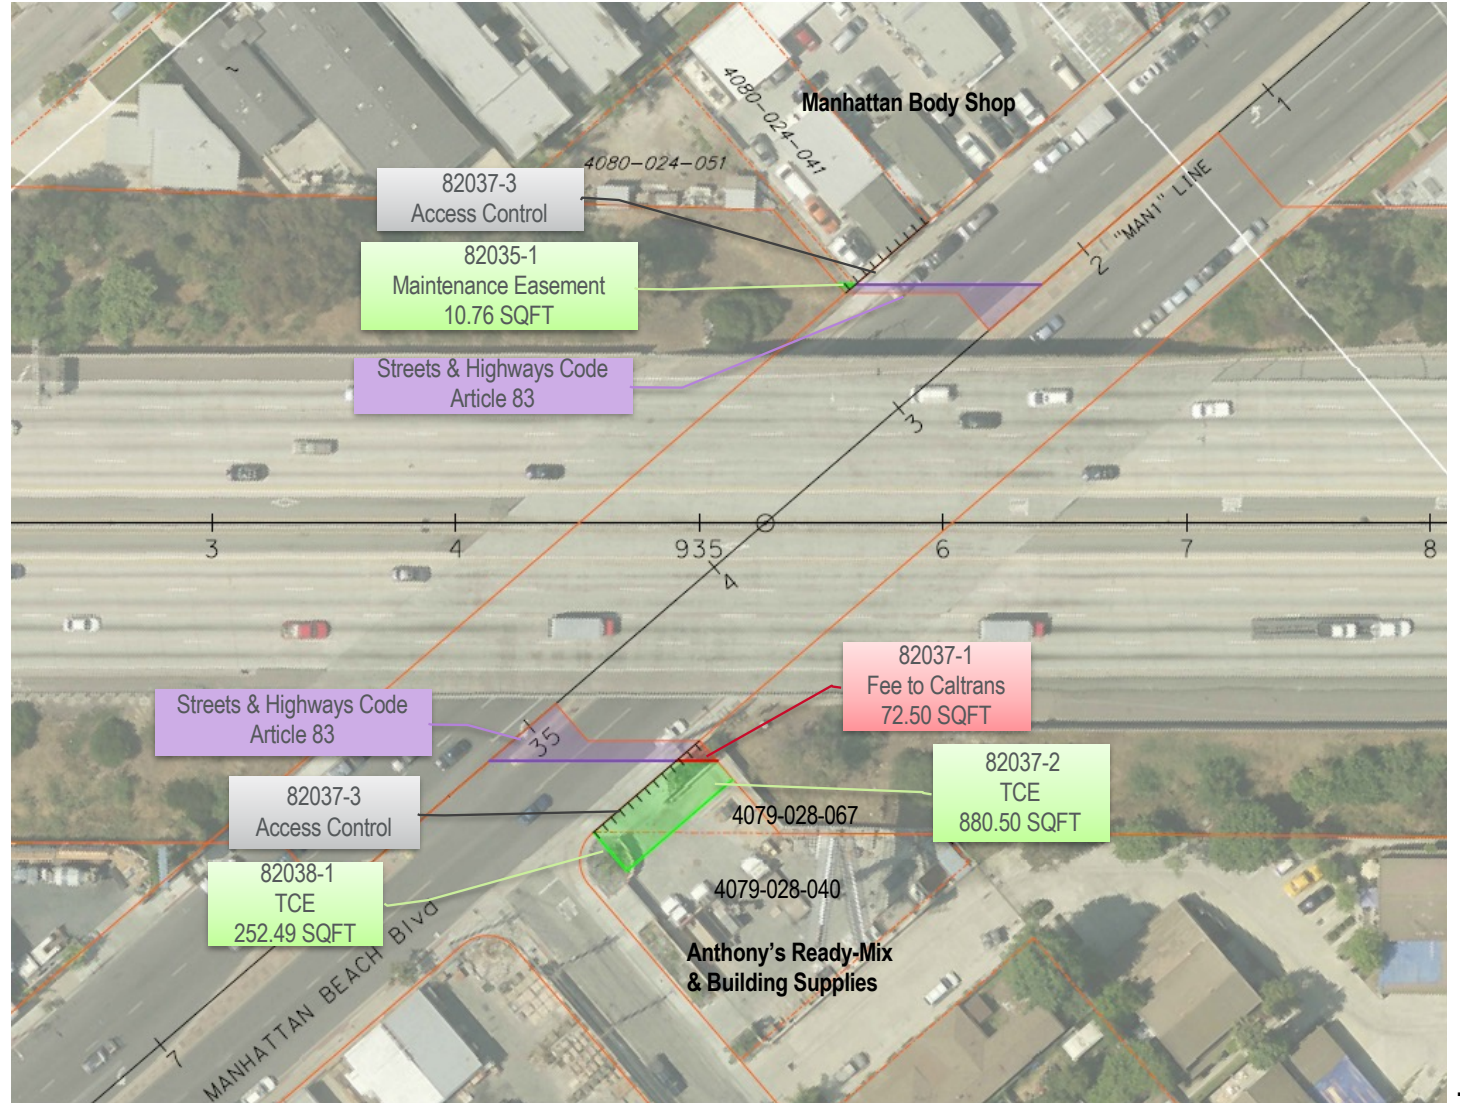 Manhattan Body Shop
4080-024-041
4080-024-051
1
82037-3
Access Control
"MAN1" LINE
2
82035-1
Maintenance Easement
10.76 SQFT
Streets & Highways Code
Article 83
3
3
4
935
6
7
8
4
82037-1
Fee to Caltrans
72.50 SQFT
Streets & Highways Code
Article 83
35
82037-2
TCE
880.50 SQFT
82037-3
Access Control
4079-028-067
82038-1
TCE
252.49 SQFT
4079-028-040
Anthony's Ready-Mix
& Building Supplies
MANHATTAN BEACH Blvd
7